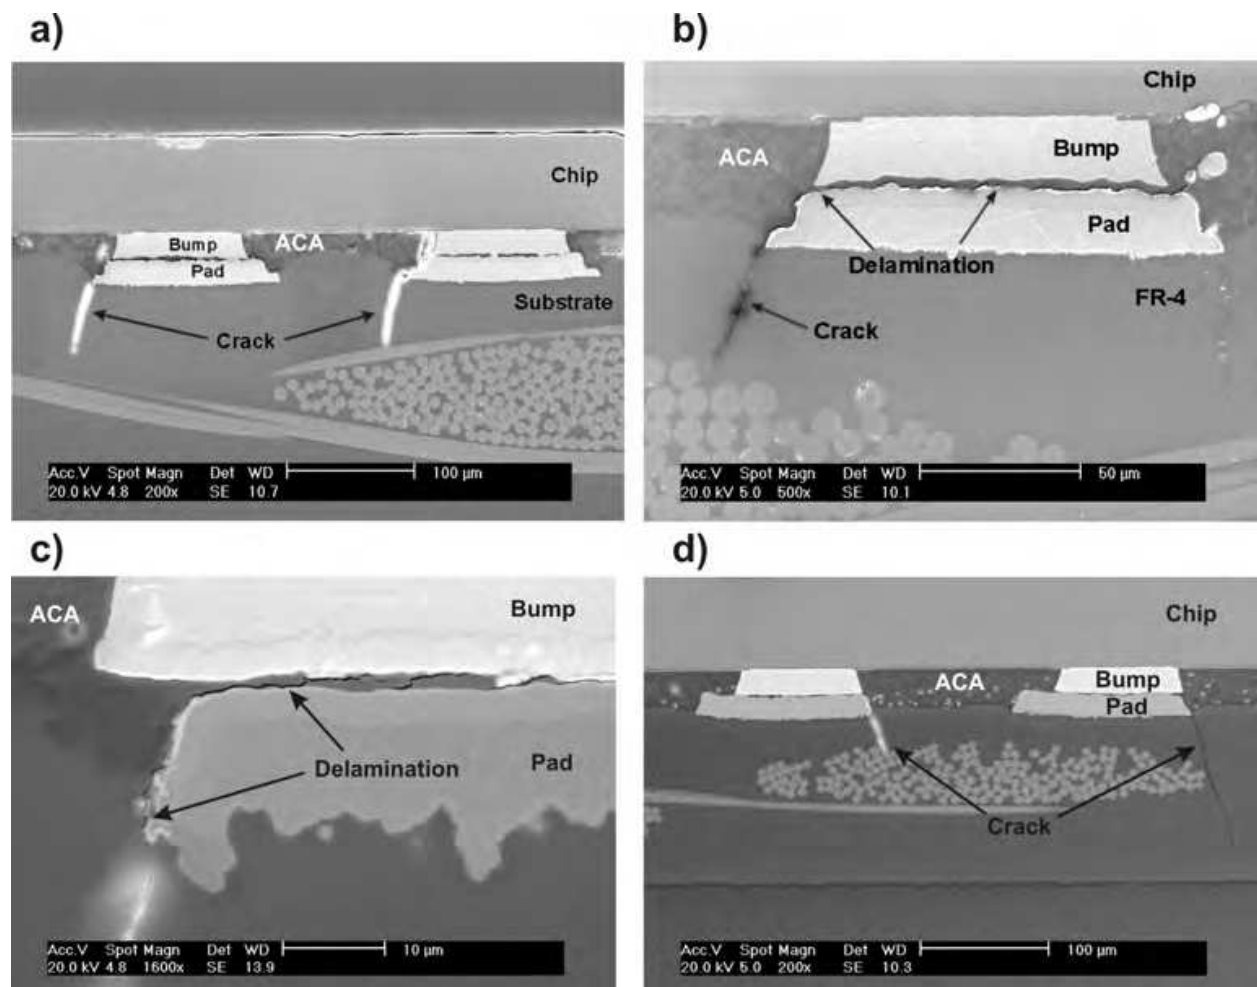 a)
Chip
Bump
ACA
Pad
Substrate
Crack
Acc.V Spot Magn Det WD 100 µm
20.0 kV 4.8 200x SE 10.7
b)
Chip
ACA
Bump
Pad
Delamination
FR-4
Crack
Acc.V Spot Magn Det WD 50 µm
20.0 kV 5.0 500x SE 10.1
c)
ACA
Bump
Delamination
Pad
Acc.V Spot Magn Det WD 10 µm
20.0 kV 4.8 1600x SE 13.9
d)
Chip
ACA
Bump
Pad
Crack
Acc.V Spot Magn Det WD 100 µm
20.0 kV 5.0 200x SE 10.3